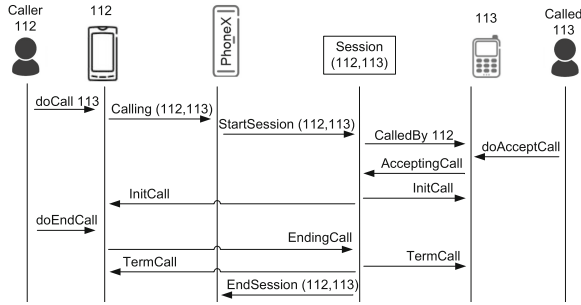 Caller
112
112
PhoneX
Session
(112,113)
113
Called
113
doCall 113
Calling (112,113)
StartSession (112,113)
CalledBy 112
doAcceptCall
AcceptingCall
InitCall
InitCall
doEndCall
EndingCall
TermCall
TermCall
EndSession (112,113)